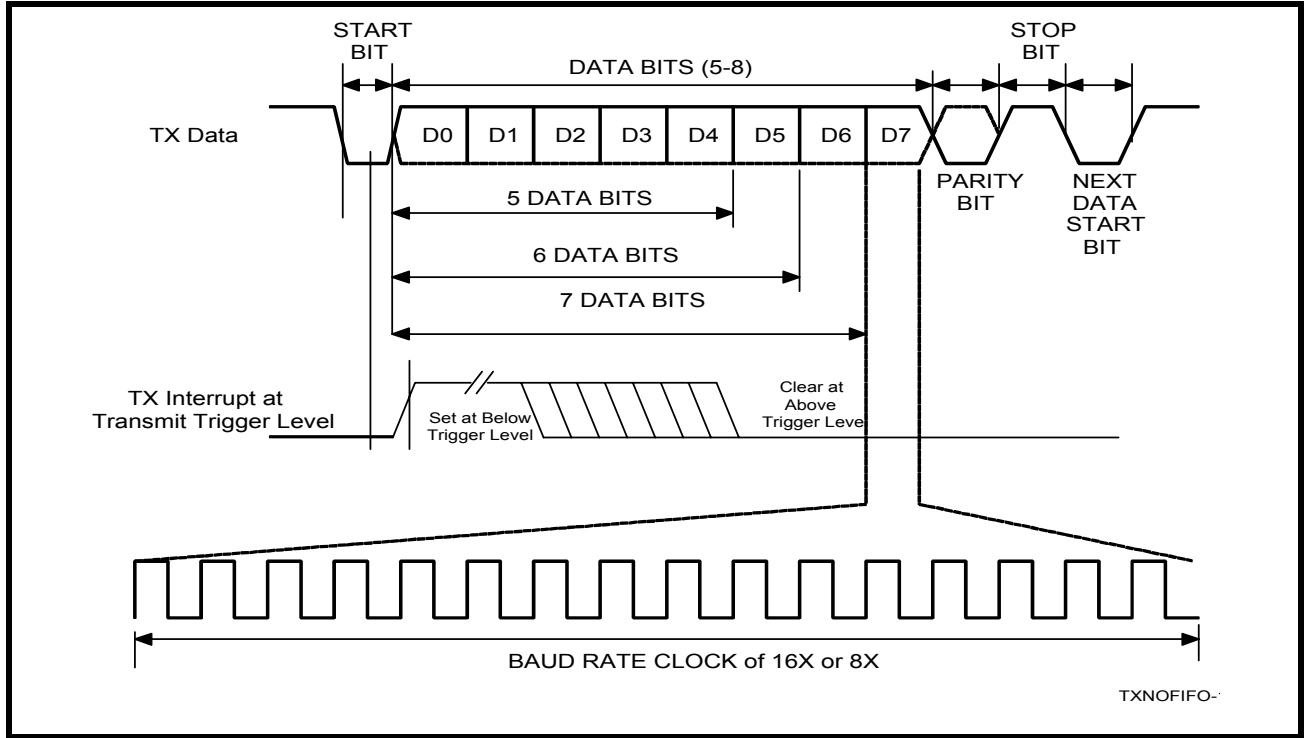 START
BIT
STOP
BIT
DATA BITS (5-8)
TX Data
D0 D1 D2 D3 D4 D5 D6 D7
PARITY
BIT
NEXT
DATA
START
BIT
5 DATA BITS
6 DATA BITS
7 DATA BITS
TX Interrupt at
Transmit Trigger Level
Set at Below
Trigger Level
Clear at
Above
Trigger Leve
BAUD RATE CLOCK of 16X or 8X
TXNOFIFO-